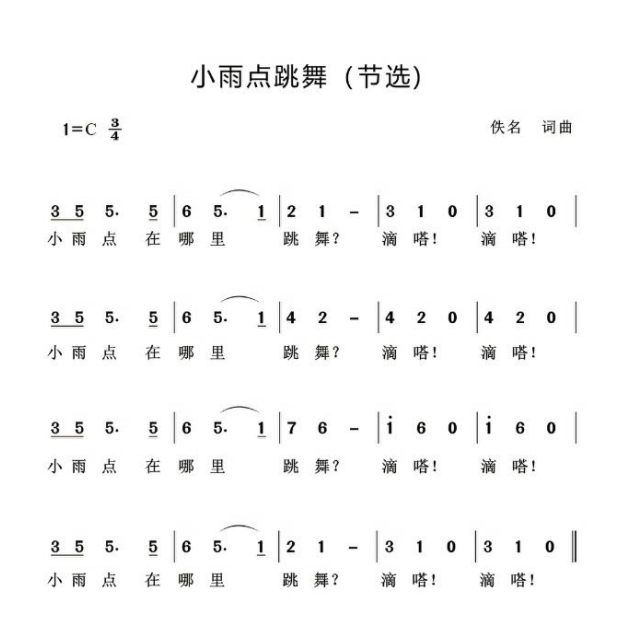 小雨点跳舞（节选）
1=C 3/4 佚名 词曲
3 5 5. 5 | 6 5. 1 | 2 1 – | 3 1 0 | 3 1 0 |
小 雨 点 在 哪 里 跳 舞？ 滴 嗒！ 滴 嗒！
3 5 5. 5 | 6 5. 1 | 4 2 – | 4 2 0 | 4 2 0 |
小 雨 点 在 哪 里 跳 舞？ 滴 嗒！ 滴 嗒！
3 5 5. 5 | 6 5. 1 | 7 6 – | i 6 0 | i 6 0 |
小 雨 点 在 哪 里 跳 舞？ 滴 嗒！ 滴 嗒！
3 5 5. 5 | 6 5. 1 | 2 1 – | 3 1 0 | 3 1 0 ‖
小 雨 点 在 哪 里 跳 舞？ 滴 嗒！ 滴 嗒！